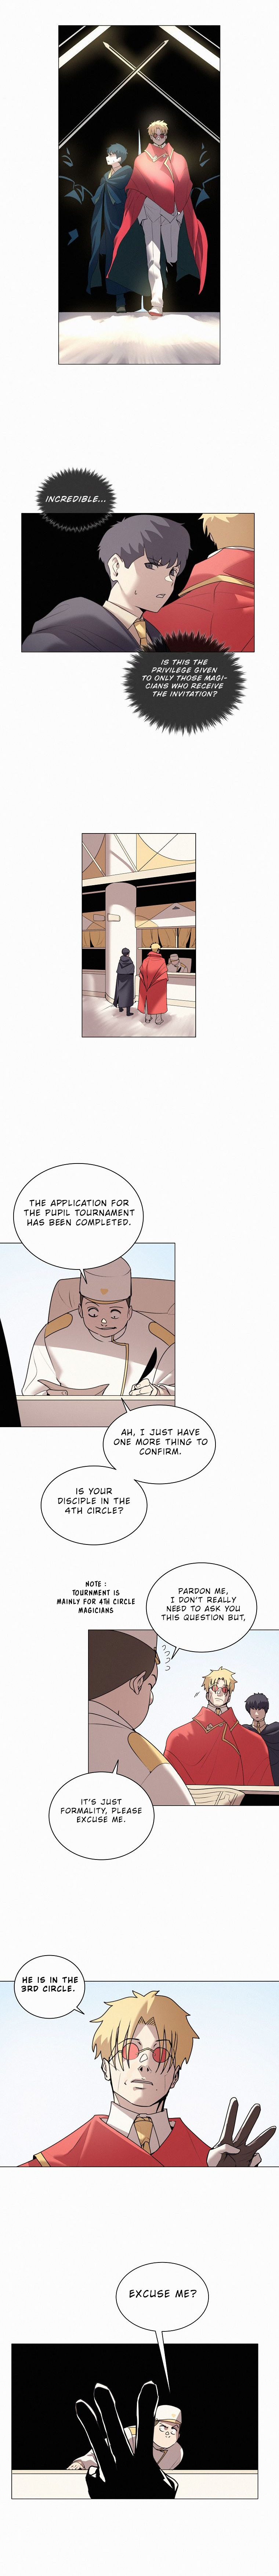 INCREDIBLE...
IS THIS THE
PRIVILEGE GIVEN
TO ONLY THOSE MAGI-
CIANS WHO RECEIVE
THE INVITATION?
THE APPLICATION FOR
THE PUPIL TOURNAMENT
HAS BEEN COMPLETED.
AH, I JUST HAVE
ONE MORE THING TO
CONFIRM.
IS YOUR
DISCIPLE IN THE
4TH CIRCLE?
NOTE :
TOURNMENT IS
MAINLY FOR 4TH CIRCLE
MAGICIANS
PARDON ME,
I DON'T REALLY
NEED TO ASK YOU
THIS QUESTION BUT,
IT'S JUST
FORMALITY, PLEASE
EXCUSE ME.
HE IS IN THE
3RD CIRCLE.
EXCUSE ME?